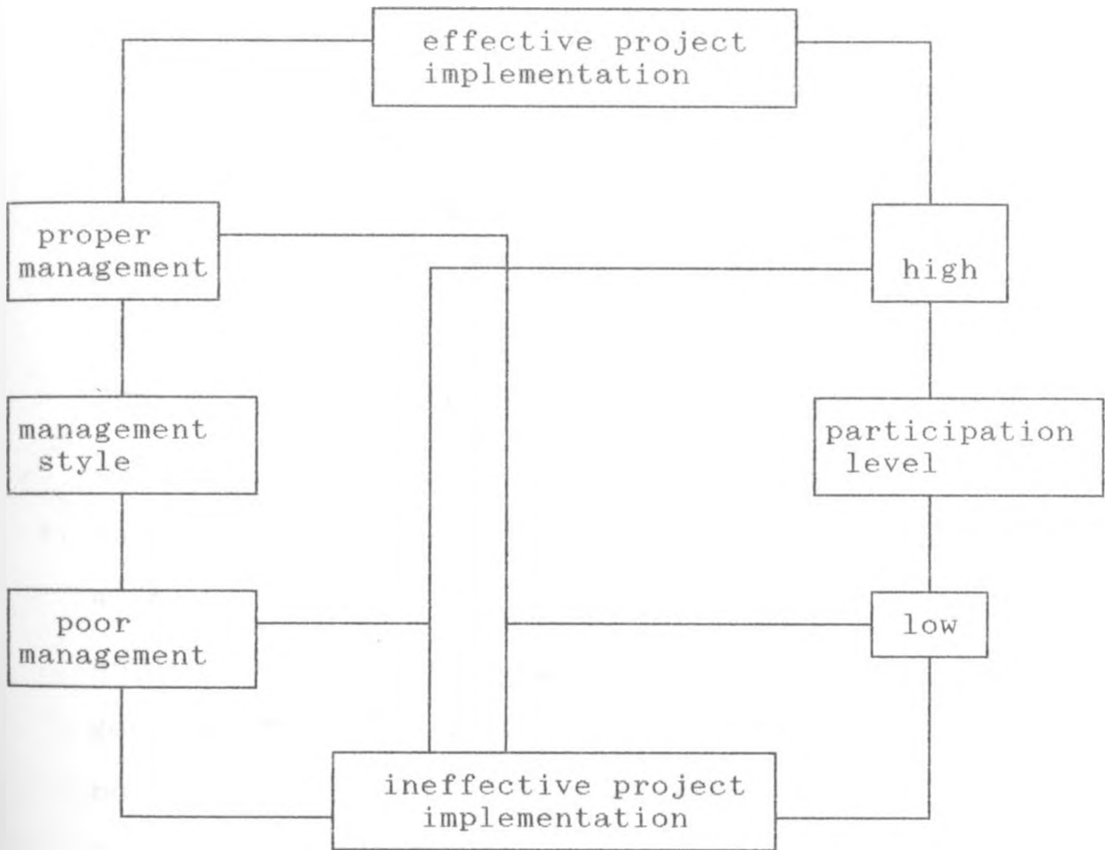 effective project
implementation
proper
management
high
management
style
participation
level
poor
management
low
ineffective project
implementation